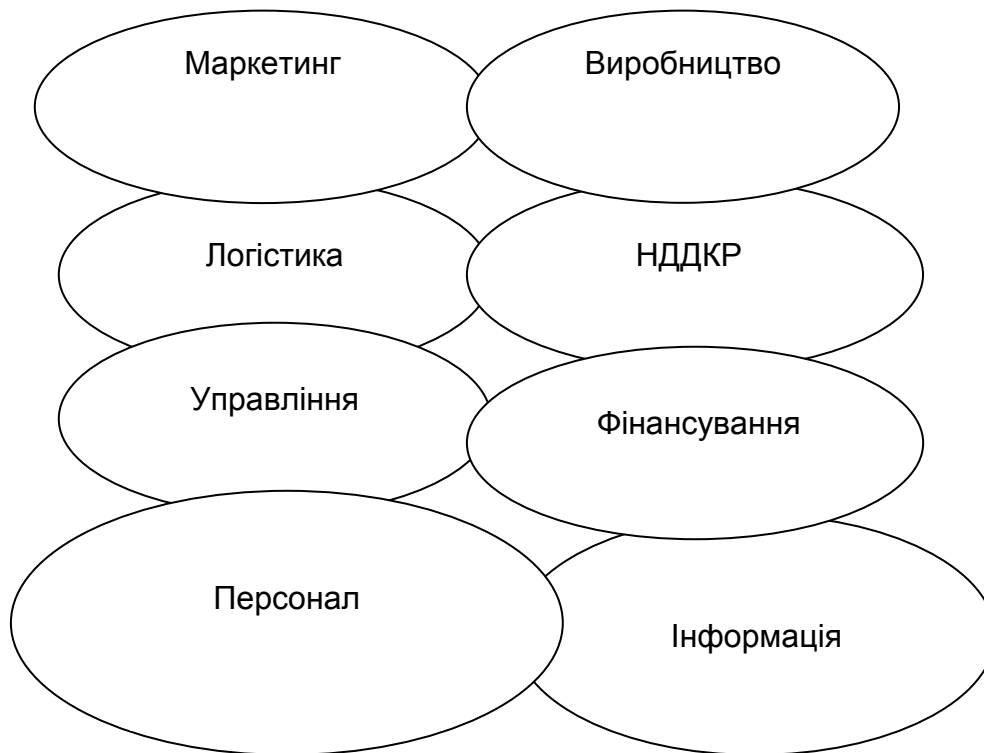 Маркетинг
Виробництво
Логістика
НДДКР
Управління
Фінансування
Персонал
Інформація